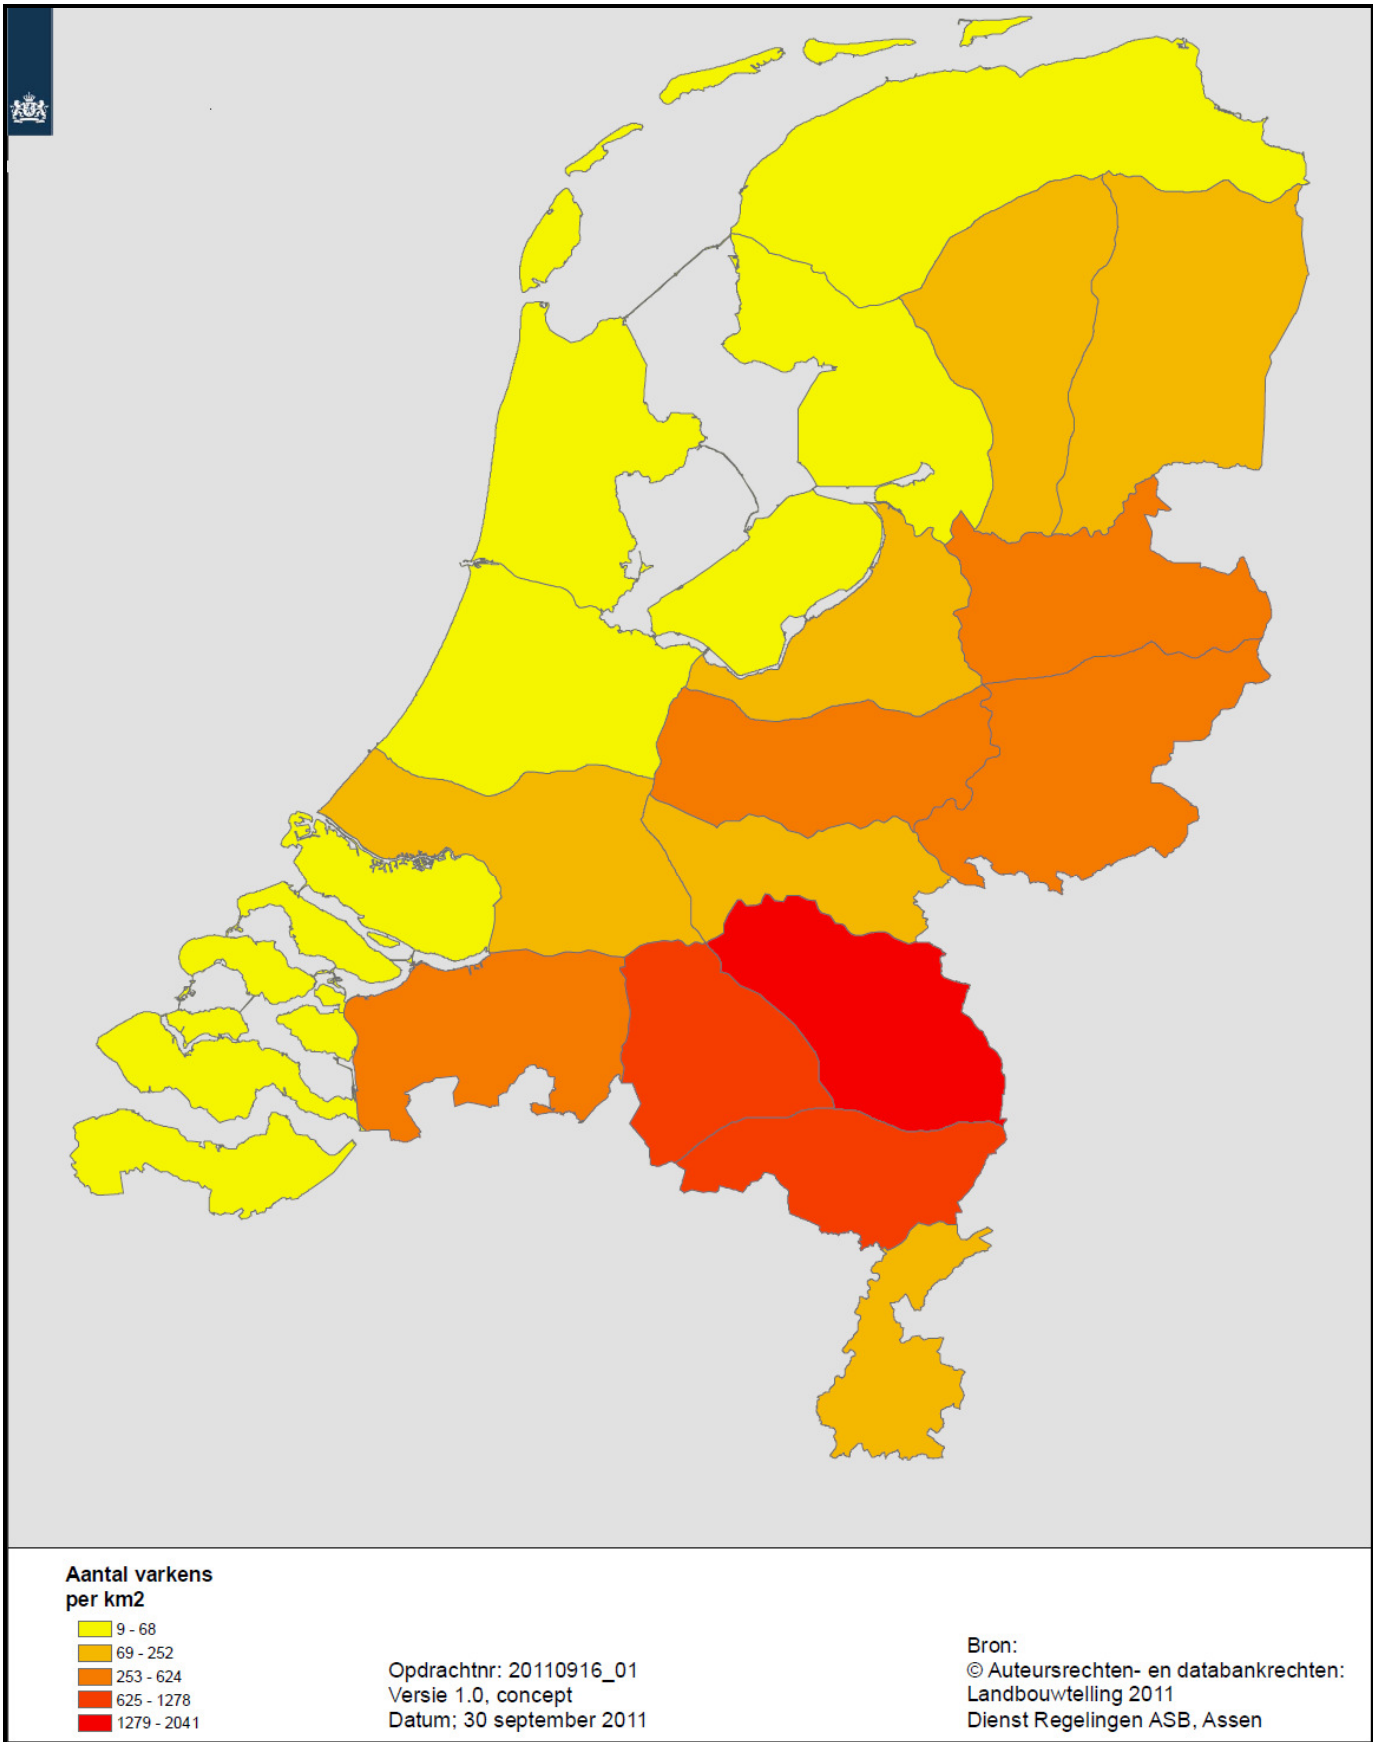 Aantal varkens
per km2
9 - 68
69 - 252
253 - 624
625 - 1278
1279 - 2041
Opdrachtnr: 20110916_01
Versie 1.0, concept
Datum; 30 september 2011
Bron:
© Auteursrechten- en databankrechten:
Landbouwtelling 2011
Dienst Regelingen ASB, Assen